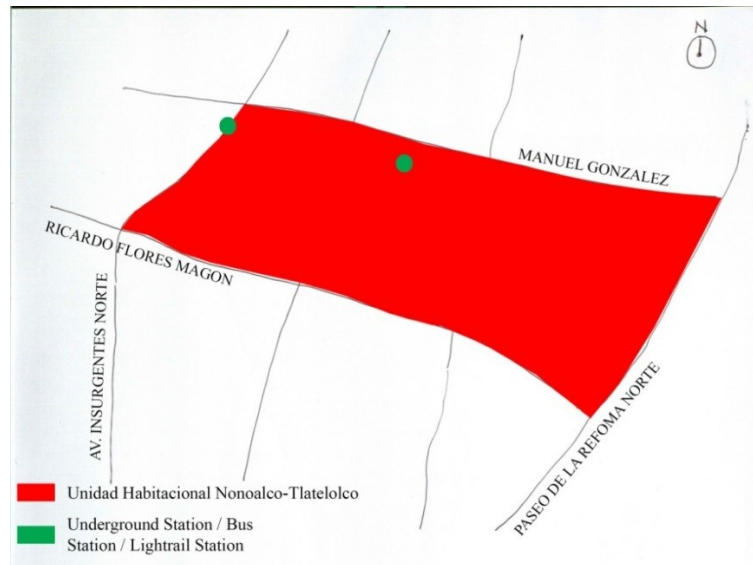 N
MANUEL GONZALEZ
RICARDO FLORES MAGON
AV. INSURGENTES NORTE
PASEO DE LA REFOMA NORTE
Unidad Habitacional Nonoalco-Tlatelolco
Underground Station / Bus
Station / Lightrail Station